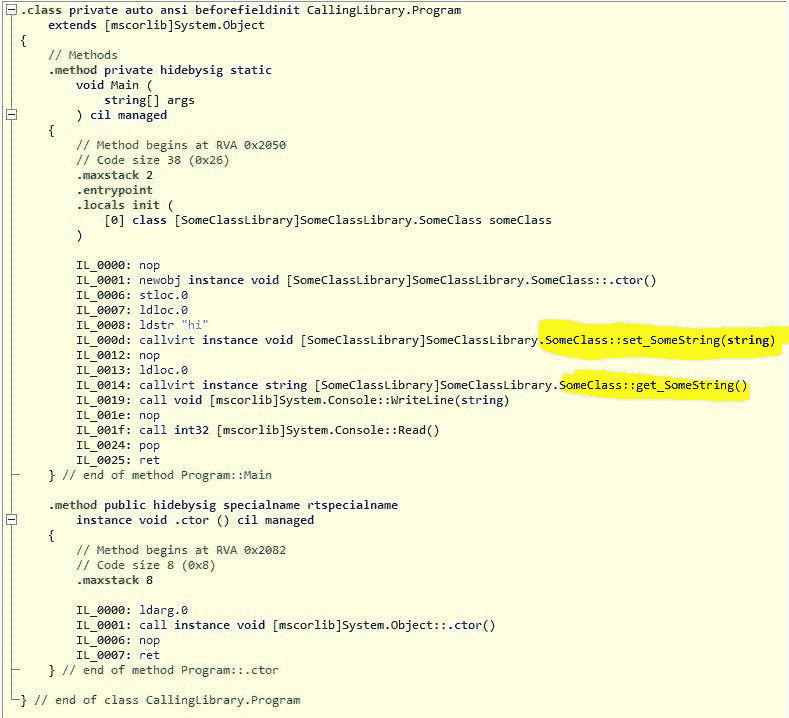 .class private auto ansi beforefieldinit CallingLibrary.Program
    extends [mscorlib]System.Object
{
    // Methods
    .method private hidebysig static
        void Main (
            string[] args
        ) cil managed
    {
        // Method begins at RVA 0x2050
        // Code size 38 (0x26)
        .maxstack 2
        .entrypoint
        .locals init (
            [0] class [SomeClassLibrary]SomeClassLibrary.SomeClass someClass
        )

        IL_0000: nop
        IL_0001: newobj instance void [SomeClassLibrary]SomeClassLibrary.SomeClass::.ctor()
        IL_0006: stloc.0
        IL_0007: ldloc.0
        IL_0008: ldstr "hi"
        IL_000d: callvirt instance void [SomeClassLibrary]SomeClassLibrary.SomeClass::set_SomeString(string)
        IL_0012: nop
        IL_0013: ldloc.0
        IL_0014: callvirt instance string [SomeClassLibrary]SomeClassLibrary.SomeClass::get_SomeString()
        IL_0019: call void [mscorlib]System.Console::WriteLine(string)
        IL_001e: nop
        IL_001f: call int32 [mscorlib]System.Console::Read()
        IL_0024: pop
        IL_0025: ret
    } // end of method Program::Main

    .method public hidebysig specialname rtspecialname
        instance void .ctor () cil managed
    {
        // Method begins at RVA 0x2082
        // Code size 8 (0x8)
        .maxstack 8

        IL_0000: ldarg.0
        IL_0001: call instance void [mscorlib]System.Object::.ctor()
        IL_0006: nop
        IL_0007: ret
    } // end of method Program::.ctor

} // end of class CallingLibrary.Program